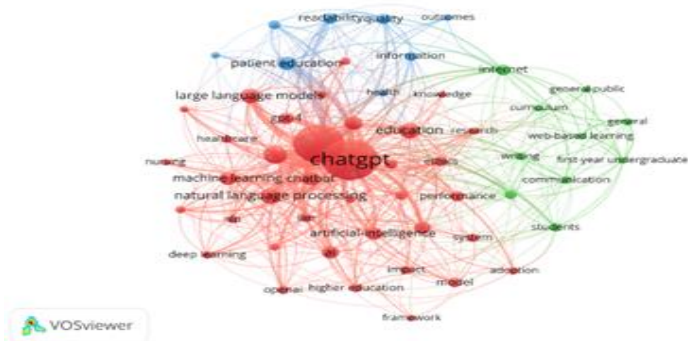 readability
quality
outcomes
patient education
information
internet
large language models
health
knowledge
general public
gpt-4
curriculum
education
research
general
healthcare
web-based learning
chatgpt
nursing
ethics
writing
first year undergraduate
machine learning
chatbot
communication
natural language processing
performance
students
artificial-intelligence
system
deep learning
ai
impact
adoption
openai
higher education
model
framework
VOSviewer